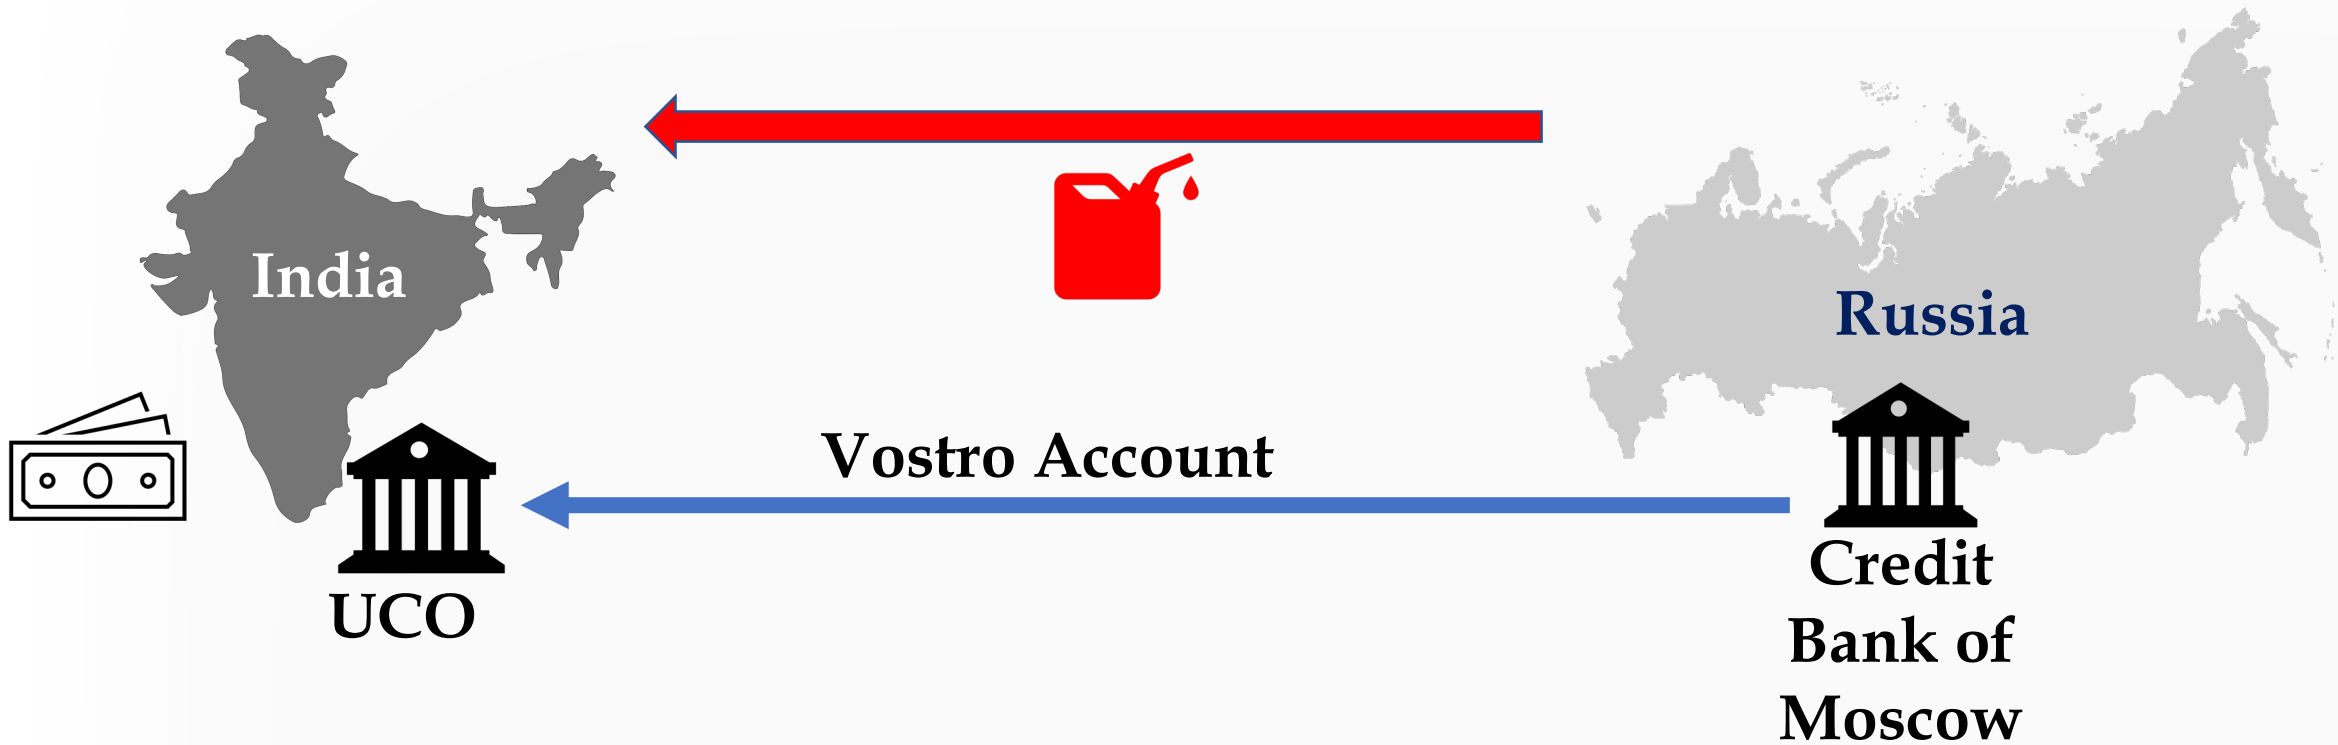 India
Russia
Vostro Account
UCO
Credit
Bank of
Moscow